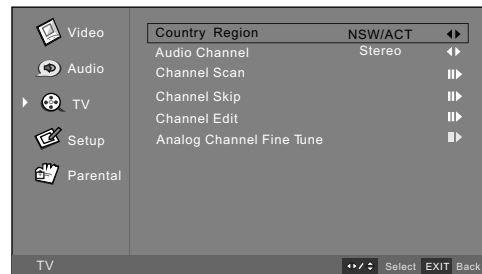 Video
Audio
TV
Setup
Parental
Country Region NSW/ACT
Audio Channel Stereo
Channel Scan
Channel Skip
Channel Edit
Analog Channel Fine Tune
TV
Select EXIT Back